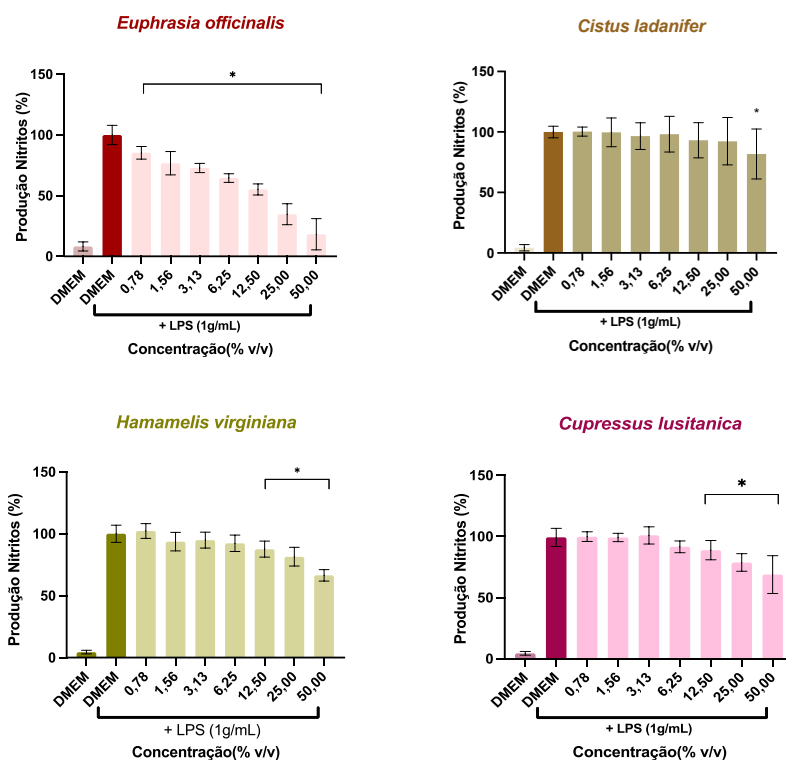 Euphrasia officinalis
Produção Nitritos (%)
150
100
50
0
*
DMEM
DMEM
0,78
1,56
3,13
6,25
12,50
25,00
50,00
+ LPS (1g/mL)
Concentração(% v/v)
Cistus ladanifer
Produção Nitritos (%)
150
100
50
0
*
DMEM
DMEM
0,78
1,56
3,13
6,25
12,50
25,00
50,00
+ LPS (1g/mL)
Concentração(% v/v)
Hamamelis virginiana
Produção Nitritos (%)
150
100
50
0
*
DMEM
DMEM
0,78
1,56
3,13
6,25
12,50
25,00
50,00
+ LPS (1g/mL)
Concentração(% v/v)
Cupressus lusitanica
Produção Nitritos (%)
150
100
50
0
*
DMEM
DMEM
0,78
1,56
3,13
6,25
12,50
25,00
50,00
+ LPS (1g/mL)
Concentração(% v/v)